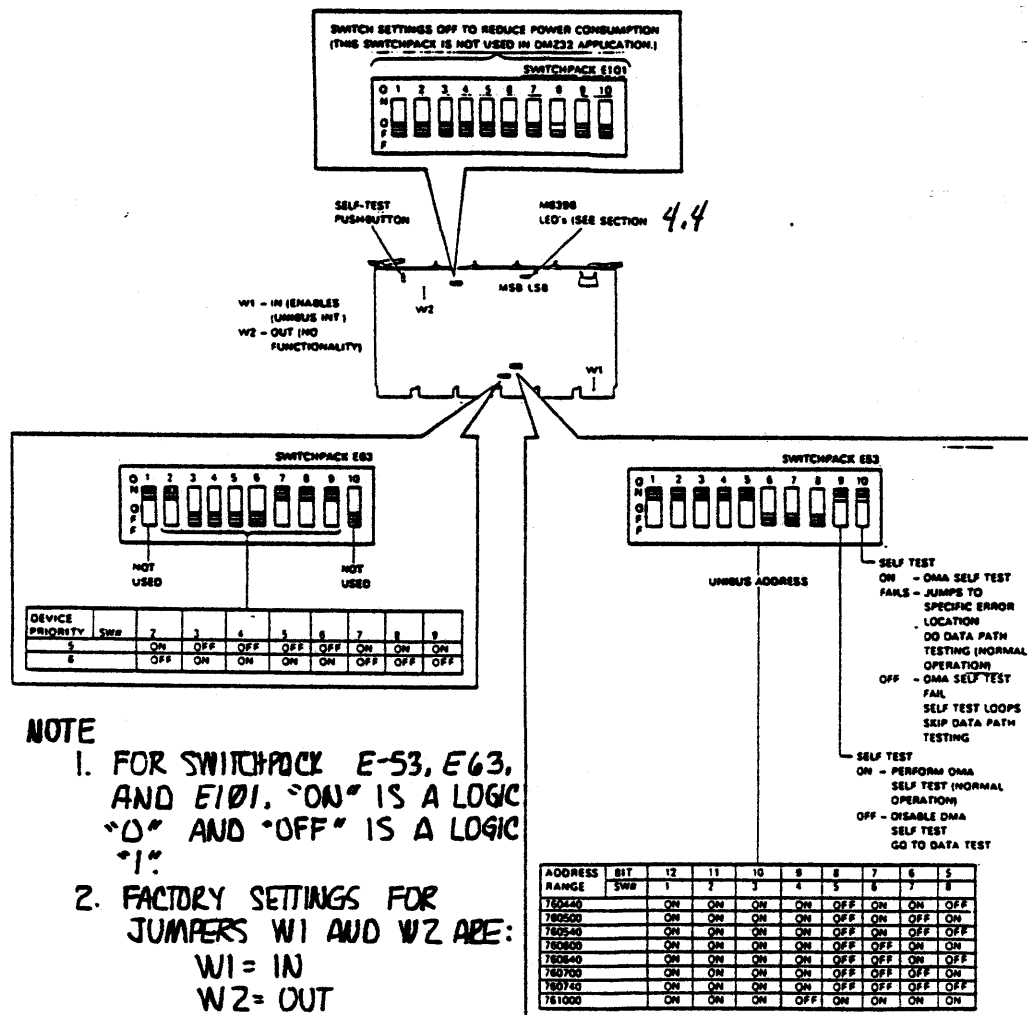 SWITCH SETTINGS OFF TO REDUCE POWER CONSUMPTION
(THIS SWITCHPACK IS NOT USED IN DMZ32 APPLICATION.)
SWITCHPACK E101
1 2 3 4 5 6 7 8 9 10
ON
OFF
SELF-TEST
PUSHBUTTON
M8398
LED's (SEE SECTION 4.4
MSB LSB
W2
W1
W1 - IN (ENABLES
(UNIBUS INT)
W2 - OUT (NO
FUNCTIONALITY)
SWITCHPACK E63
1 2 3 4 5 6 7 8 9 10
ON
OFF
NOT
USED
NOT
USED
DEVICE
PRIORITY SW# 2 3 4 5 6 7 8 9
5 ON OFF OFF OFF OFF ON ON ON
6 OFF ON ON ON ON OFF OFF OFF
SWITCHPACK E53
1 2 3 4 5 6 7 8 9 10
ON
OFF
UNIBUS ADDRESS
SELF TEST
ON - DMA SELF TEST
FAILS - JUMPS TO
SPECIFIC ERROR
LOCATION
DO DATA PATH
TESTING (NORMAL
OPERATION)
OFF - DMA SELF TEST
FAIL
SELF TEST LOOPS
SKIP DATA PATH
TESTING
SELF TEST
ON - PERFORM DMA
SELF TEST (NORMAL
OPERATION)
OFF - DISABLE DMA
SELF TEST
GO TO DATA TEST
NOTE
1. FOR SWITCHPACK E-53, E63,
AND E101. "ON" IS A LOGIC
"0" AND "OFF" IS A LOGIC
"1".
2. FACTORY SETTINGS FOR
JUMPERS W1 AND W2 ARE:
W1 = IN
W2 = OUT
ADDRESS BIT 12 11 10 9 8 7 6 5
RANGE SW# 1 2 3 4 5 6 7 8
760440 ON ON ON ON OFF ON ON OFF
760500 ON ON ON ON OFF ON OFF ON
760540 ON ON ON ON OFF ON OFF OFF
760600 ON ON ON ON OFF OFF ON ON
760640 ON ON ON ON OFF OFF ON OFF
760700 ON ON ON ON OFF OFF OFF ON
760740 ON ON ON ON OFF OFF OFF OFF
761000 ON ON ON OFF ON ON ON ON